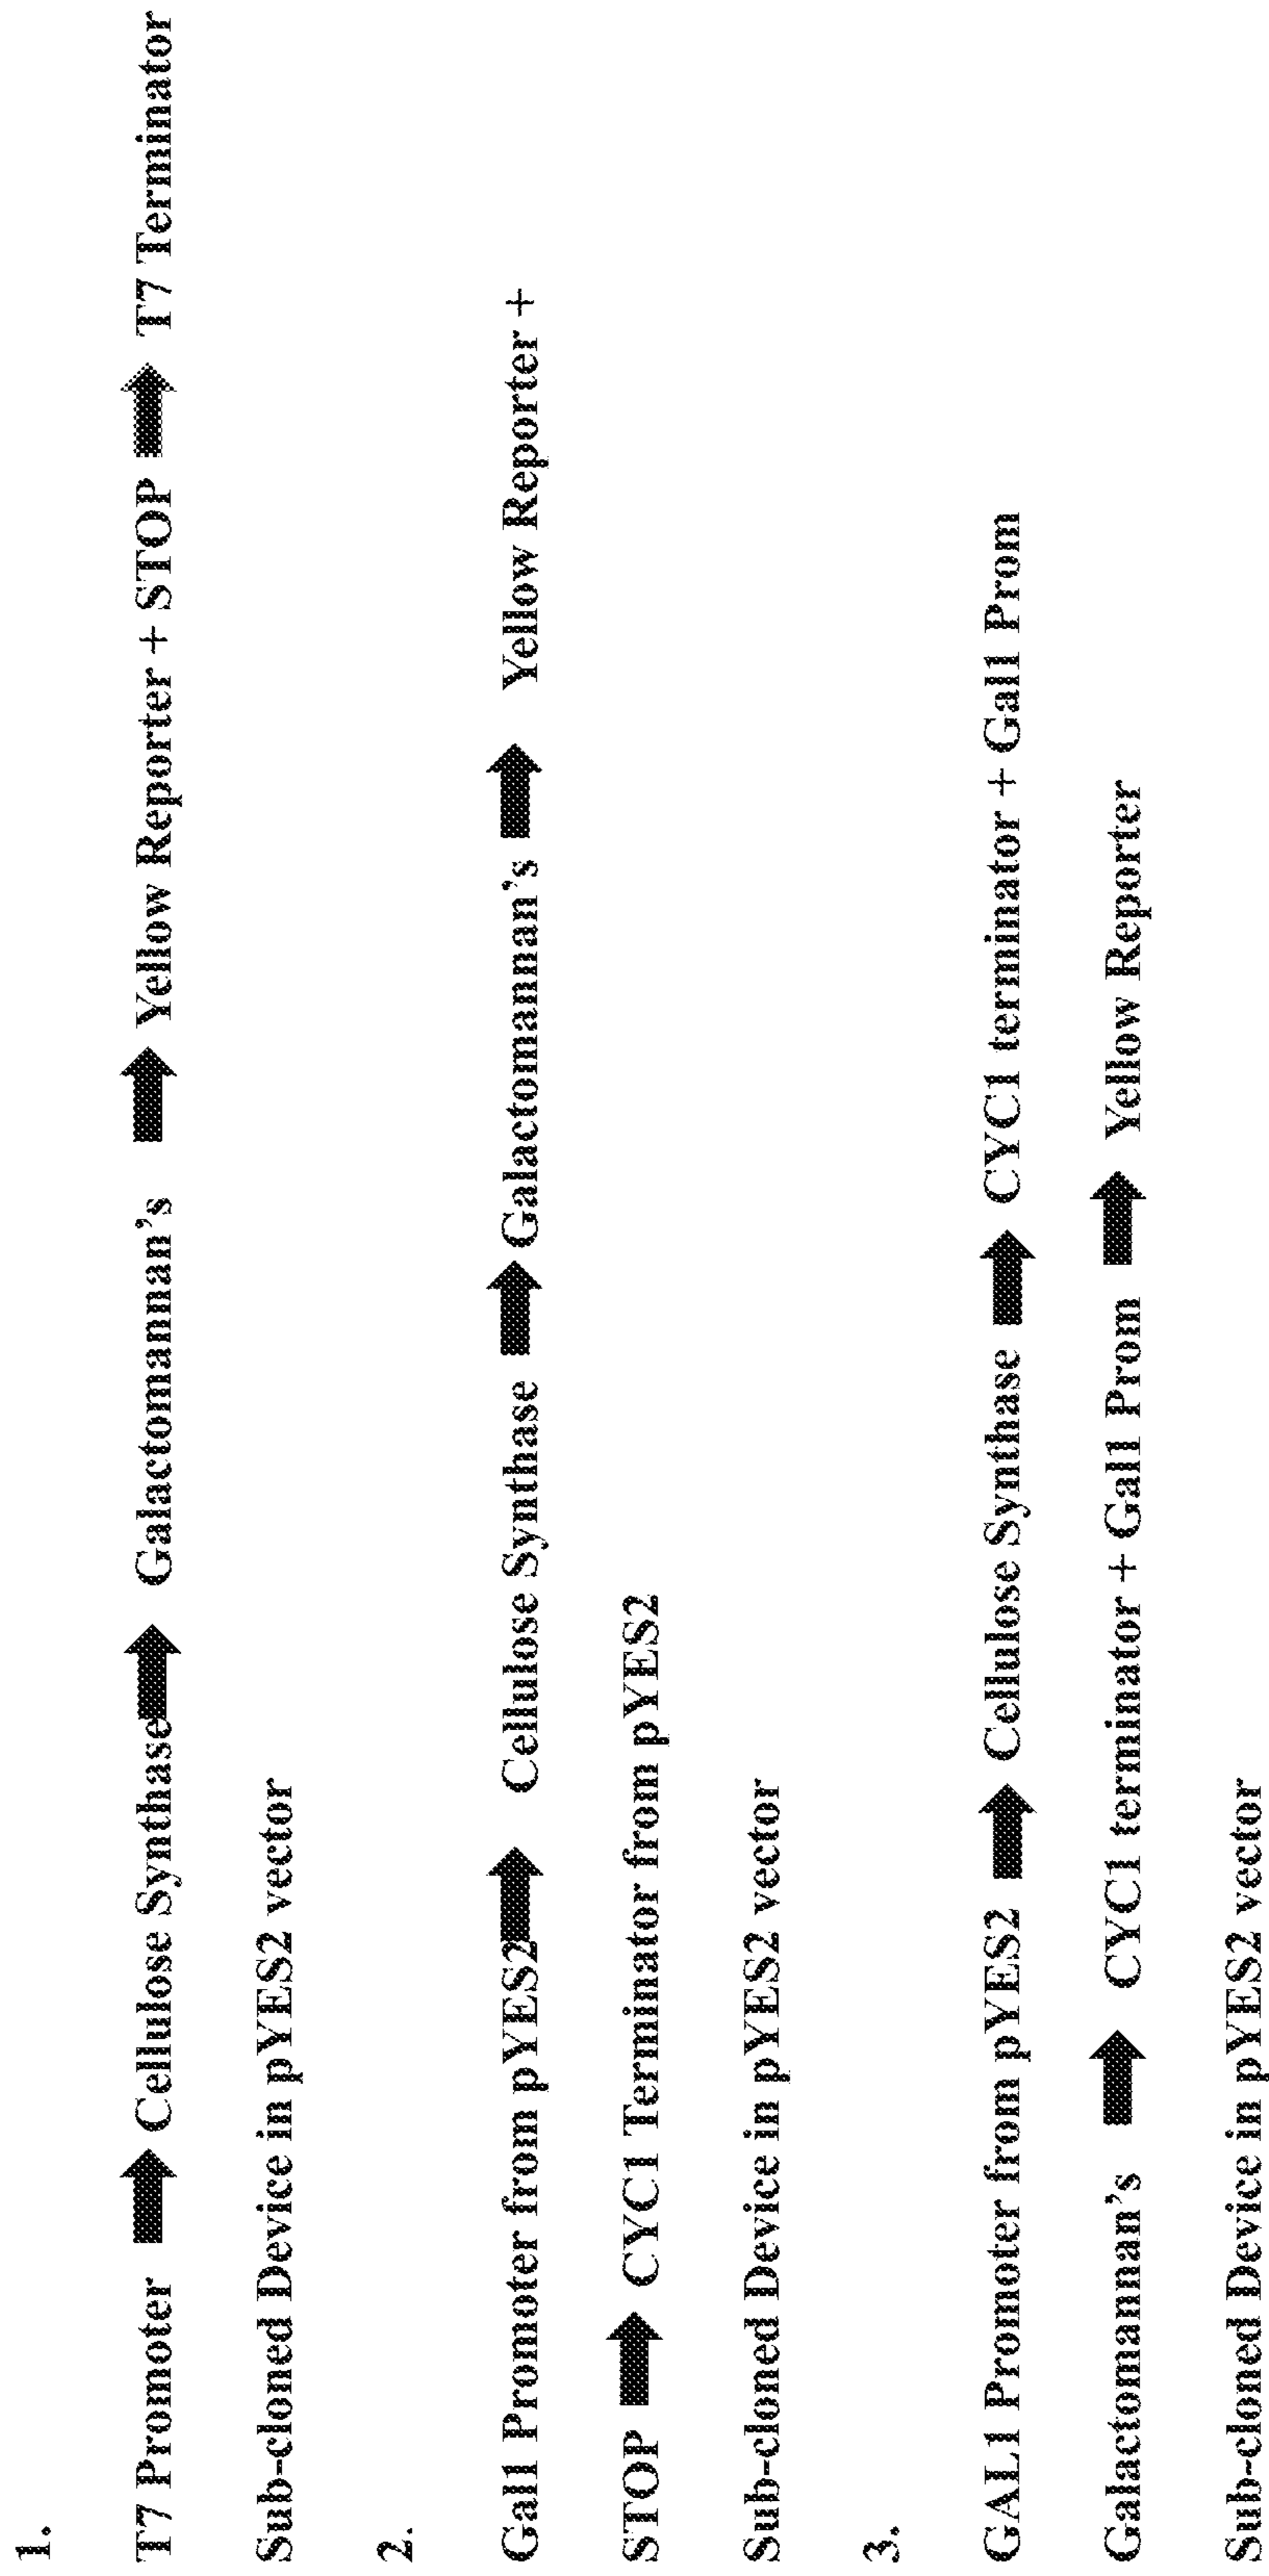 1.
T7 Promoter ➡ Cellulose Synthase ➡ Galactomannan's ➡ Yellow Reporter + STOP ➡ T7 Terminator
Sub-cloned Device in pYES2 vector
2.
Gal1 Promoter from pYES2 ➡ Cellulose Synthase ➡ Galactomannan's ➡ Yellow Reporter +
STOP ➡ CYC1 Terminator from pYES2
Sub-cloned Device in pYES2 vector
3.
GAL1 Promoter from pYES2 ➡ Cellulose Synthase ➡ CYC1 terminator + Gal1 Prom
Galactomannan's ➡ CYC1 terminator + Gal1 Prom ➡ Yellow Reporter
Sub-cloned Device in pYES2 vector